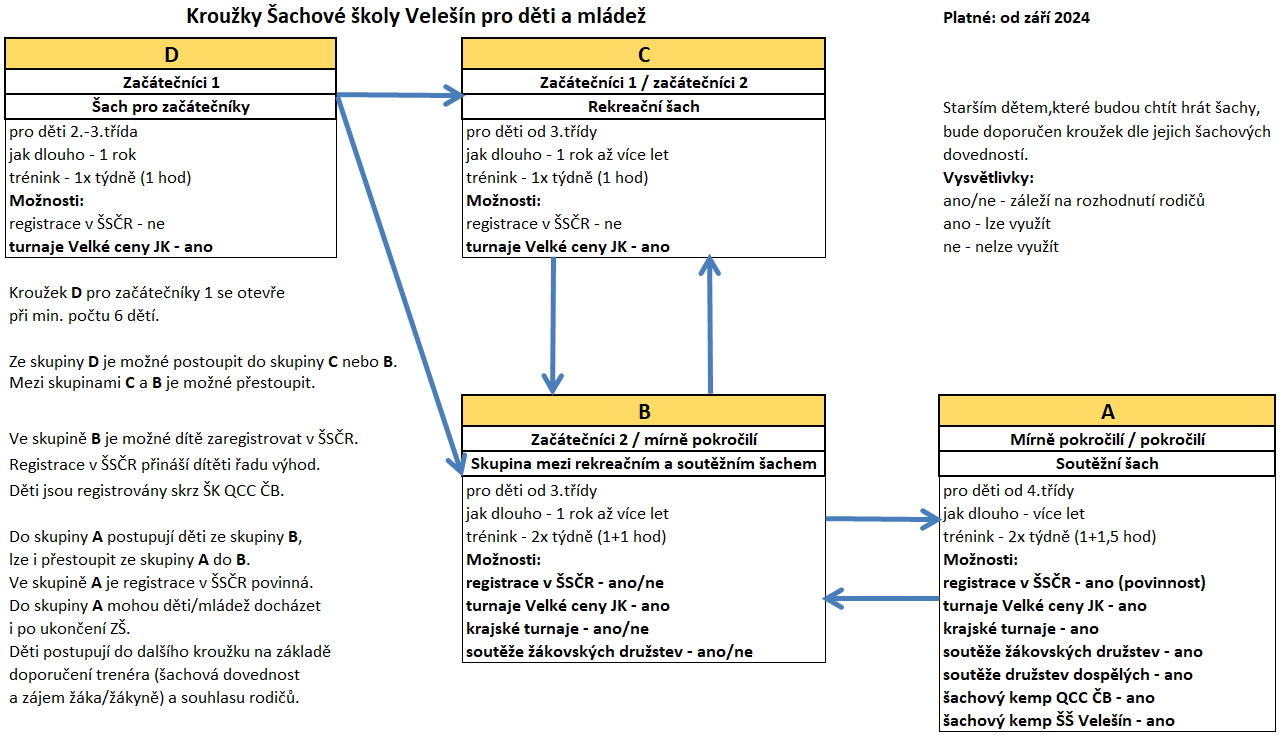 Kroužky Šachové školy Velešín pro děti a mládež
Platné: od září 2024
D
Začátečníci 1
Šach pro začátečníky
pro děti 2.-3.třída
jak dlouho - 1 rok
trénink - 1x týdně (1 hod)
Možnosti:
registrace v ŠSČR - ne
turnaje Velké ceny JK - ano
C
Začátečníci 1 / začátečníci 2
Rekreační šach
pro děti od 3.třídy
jak dlouho - 1 rok až více let
trénink - 1x týdně (1 hod)
Možnosti:
registrace v ŠSČR - ne
turnaje Velké ceny JK - ano
Starším dětem,které budou chtít hrát šachy,
bude doporučen kroužek dle jejich šachových
dovedností.
Vysvětlivky:
ano/ne - záleží na rozhodnutí rodičů
ano - lze využít
ne - nelze využít
Kroužek D pro začátečníky 1 se otevře
při min. počtu 6 dětí.
Ze skupiny D je možné postoupit do skupiny C nebo B.
Mezi skupinami C a B je možné přestoupit.
Ve skupině B je možné dítě zaregistrovat v ŠSČR.
Registrace v ŠSČR přináší dítěti řadu výhod.
Děti jsou registrovány skrz ŠK QCC ČB.
Do skupiny A postupují děti ze skupiny B,
lze i přestoupit ze skupiny A do B.
Ve skupině A je registrace v ŠSČR povinná.
Do skupiny A mohou děti/mládež docházet
i po ukončení ZŠ.
Děti postupují do dalšího kroužku na základě
doporučení trenéra (šachová dovednost
a zájem žáka/žákyně) a souhlasu rodičů.
B
Začátečníci 2 / mírně pokročilí
Skupina mezi rekreačním a soutěžním šachem
pro děti od 3.třídy
jak dlouho - 1 rok až více let
trénink - 2x týdně (1+1 hod)
Možnosti:
registrace v ŠSČR - ano/ne
turnaje Velké ceny JK - ano
krajské turnaje - ano/ne
soutěže žákovských družstev - ano/ne
A
Mírně pokročilí / pokročilí
Soutěžní šach
pro děti od 4.třídy
jak dlouho - více let
trénink - 2x týdně (1+1,5 hod)
Možnosti:
registrace v ŠSČR - ano (povinnost)
turnaje Velké ceny JK - ano
krajské turnaje - ano
soutěže žákovských družstev - ano
soutěže družstev dospělých - ano
šachový kemp QCC ČB - ano
šachový kemp ŠŠ Velešín - ano